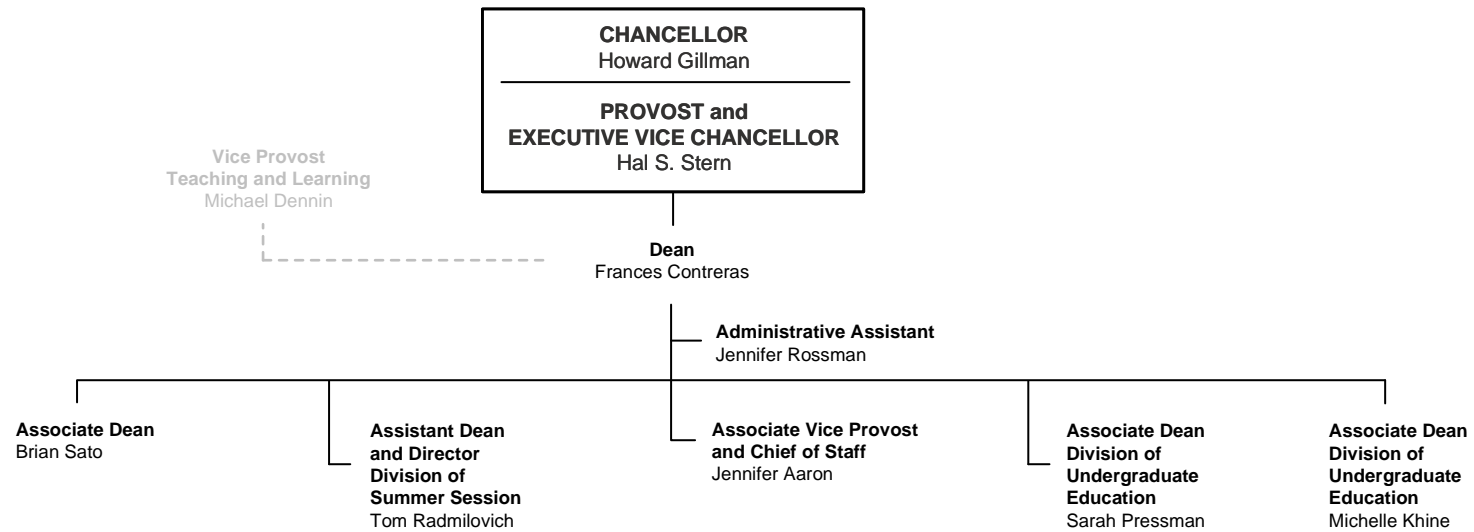 CHANCELLOR
Howard Gillman
PROVOST and
EXECUTIVE VICE CHANCELLOR
Hal S. Stern
Vice Provost
Teaching and Learning
Michael Dennin
Dean
Frances Contreras
Administrative Assistant
Jennifer Rossman
Associate Dean
Brian Sato
Assistant Dean
and Director
Division of
Summer Session
Tom Radmilovich
Associate Vice Provost
and Chief of Staff
Jennifer Aaron
Associate Dean
Division of
Undergraduate
Education
Sarah Pressman
Associate Dean
Division of
Undergraduate
Education
Michelle Khine